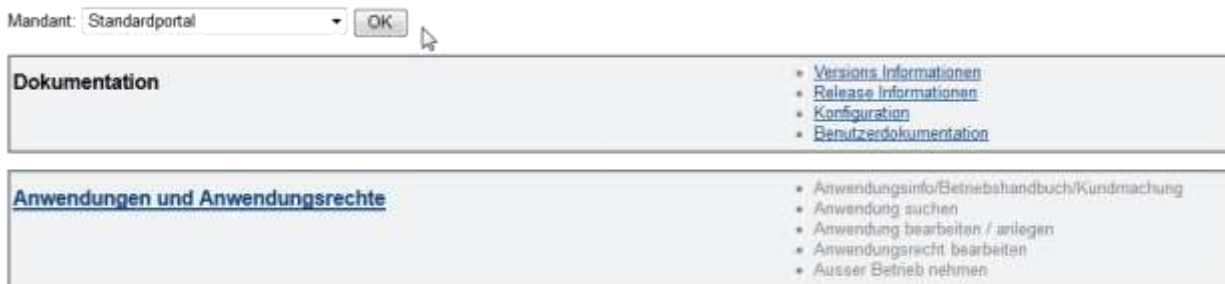 Mandant: Standardportal OK
Dokumentation
Versions Informationen
Release Informationen
Konfiguration
Benutzerdokumentation
Anwendungen und Anwendungsrechte
Anwendungsinfo/Betriebshandbuch/Kundmachung
Anwendung suchen
Anwendung bearbeiten / anlegen
Anwendungsrecht bearbeiten
Ausser Betrieb nehmen